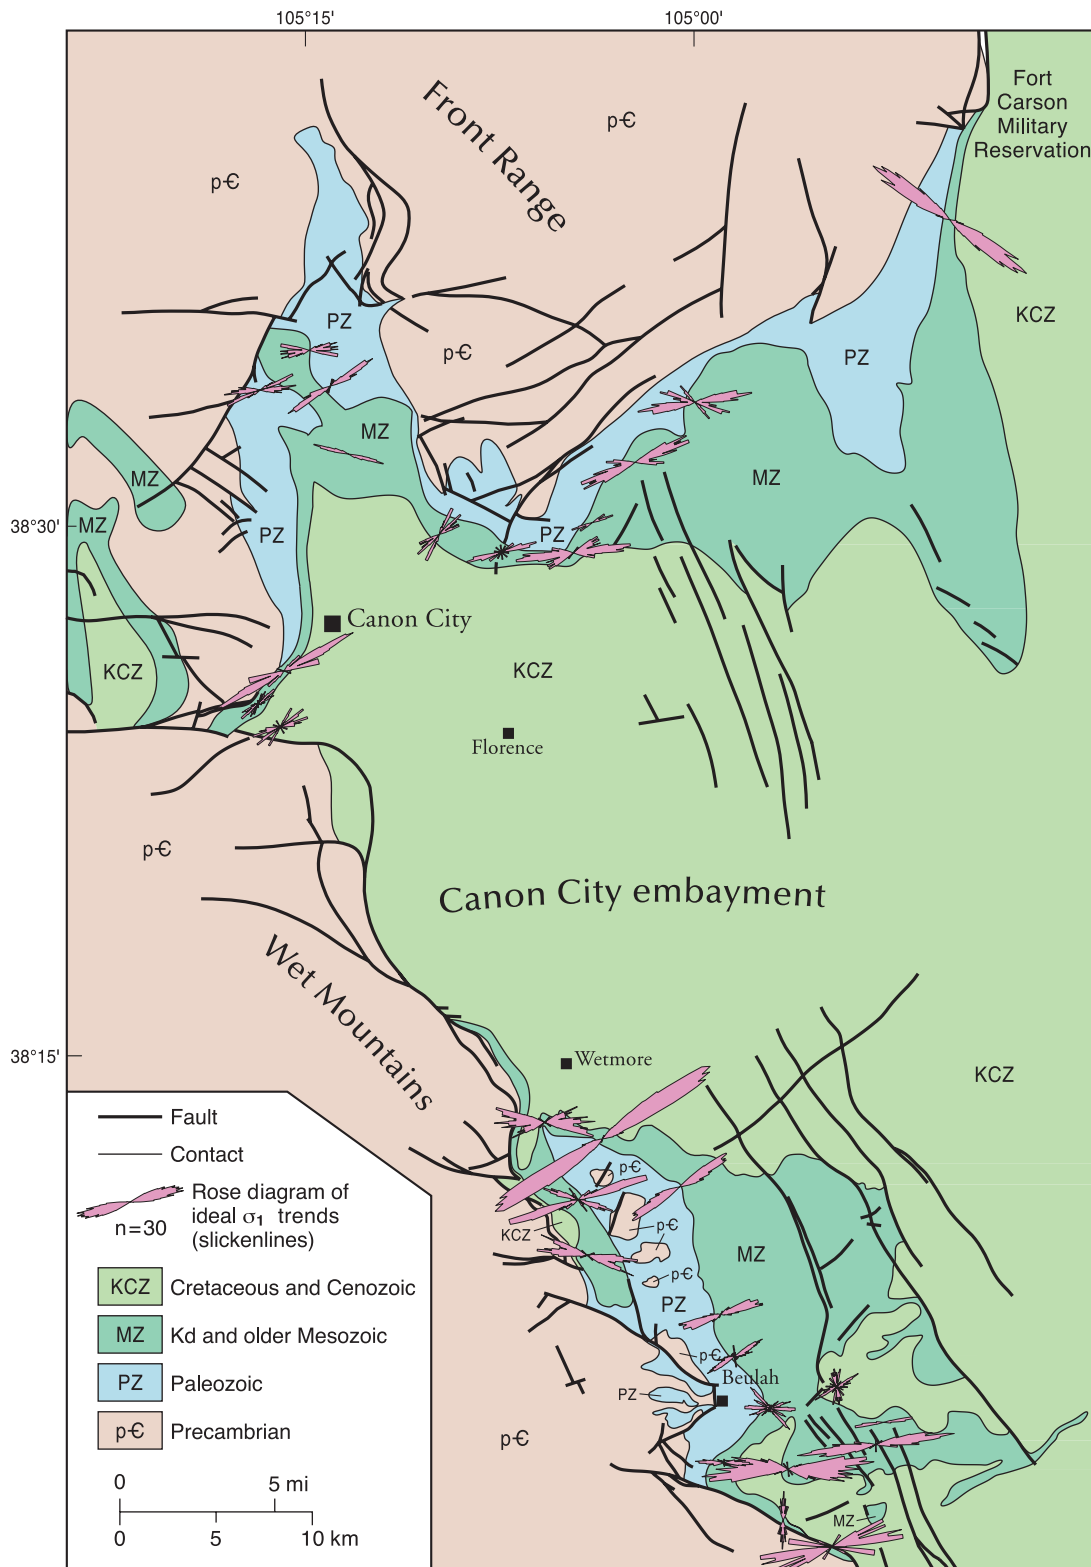 105°15'
105°00'
Fort
Carson
Military
Reservation
Front Range
p-Є
p-Є
KCZ
PZ
p-Є
PZ
MZ
MZ
MZ
MZ
38°30'
PZ
PZ
Canon City
KCZ
KCZ
Florence
p-Є
Canon City embayment
Wet Mountains
38°15'
Wetmore
KCZ
p-Є
p-Є
KCZ
p-Є
MZ
p-Є
PZ
p-Є
Beulah
PZ
p-Є
MZ
Fault
Contact
Rose diagram of
ideal σ1 trends
n=30 (slickenlines)
KCZ Cretaceous and Cenozoic
MZ Kd and older Mesozoic
PZ Paleozoic
p-Є Precambrian
0 5 mi
0 5 10 km